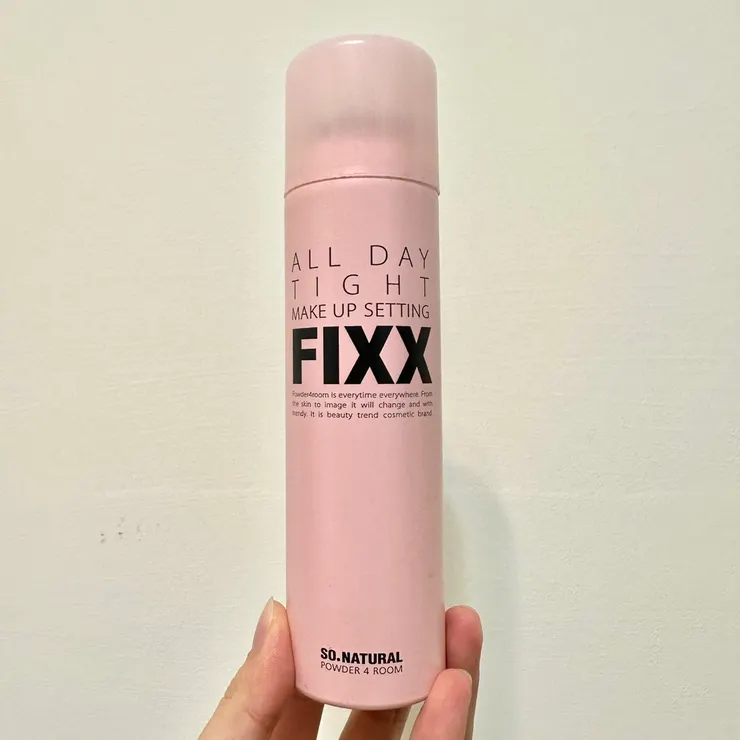 ALL DAY
TIGHT
MAKE UP SETTING
FIXX
Powder4room is everytime everywhere. From
the skin to image it will change and with
trendy. It is beauty trend cosmetic brand.
SO.NATURAL
POWDER 4 ROOM